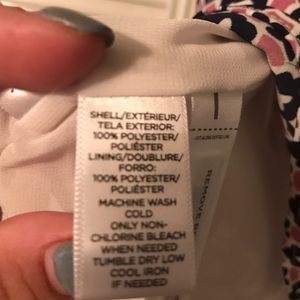 SHELL/EXTÉRIEUR/
TELA EXTERIOR:
100% POLYESTER/
POLIÉSTER
LINING/DOUBLURE/
FORRO:
100% POLYESTER/
POLIÉSTER
MACHINE WASH
COLD
ONLY NON-
CHLORINE BLEACH
WHEN NEEDED
TUMBLE DRY LOW
COOL IRON
IF NEEDED
REMOVE